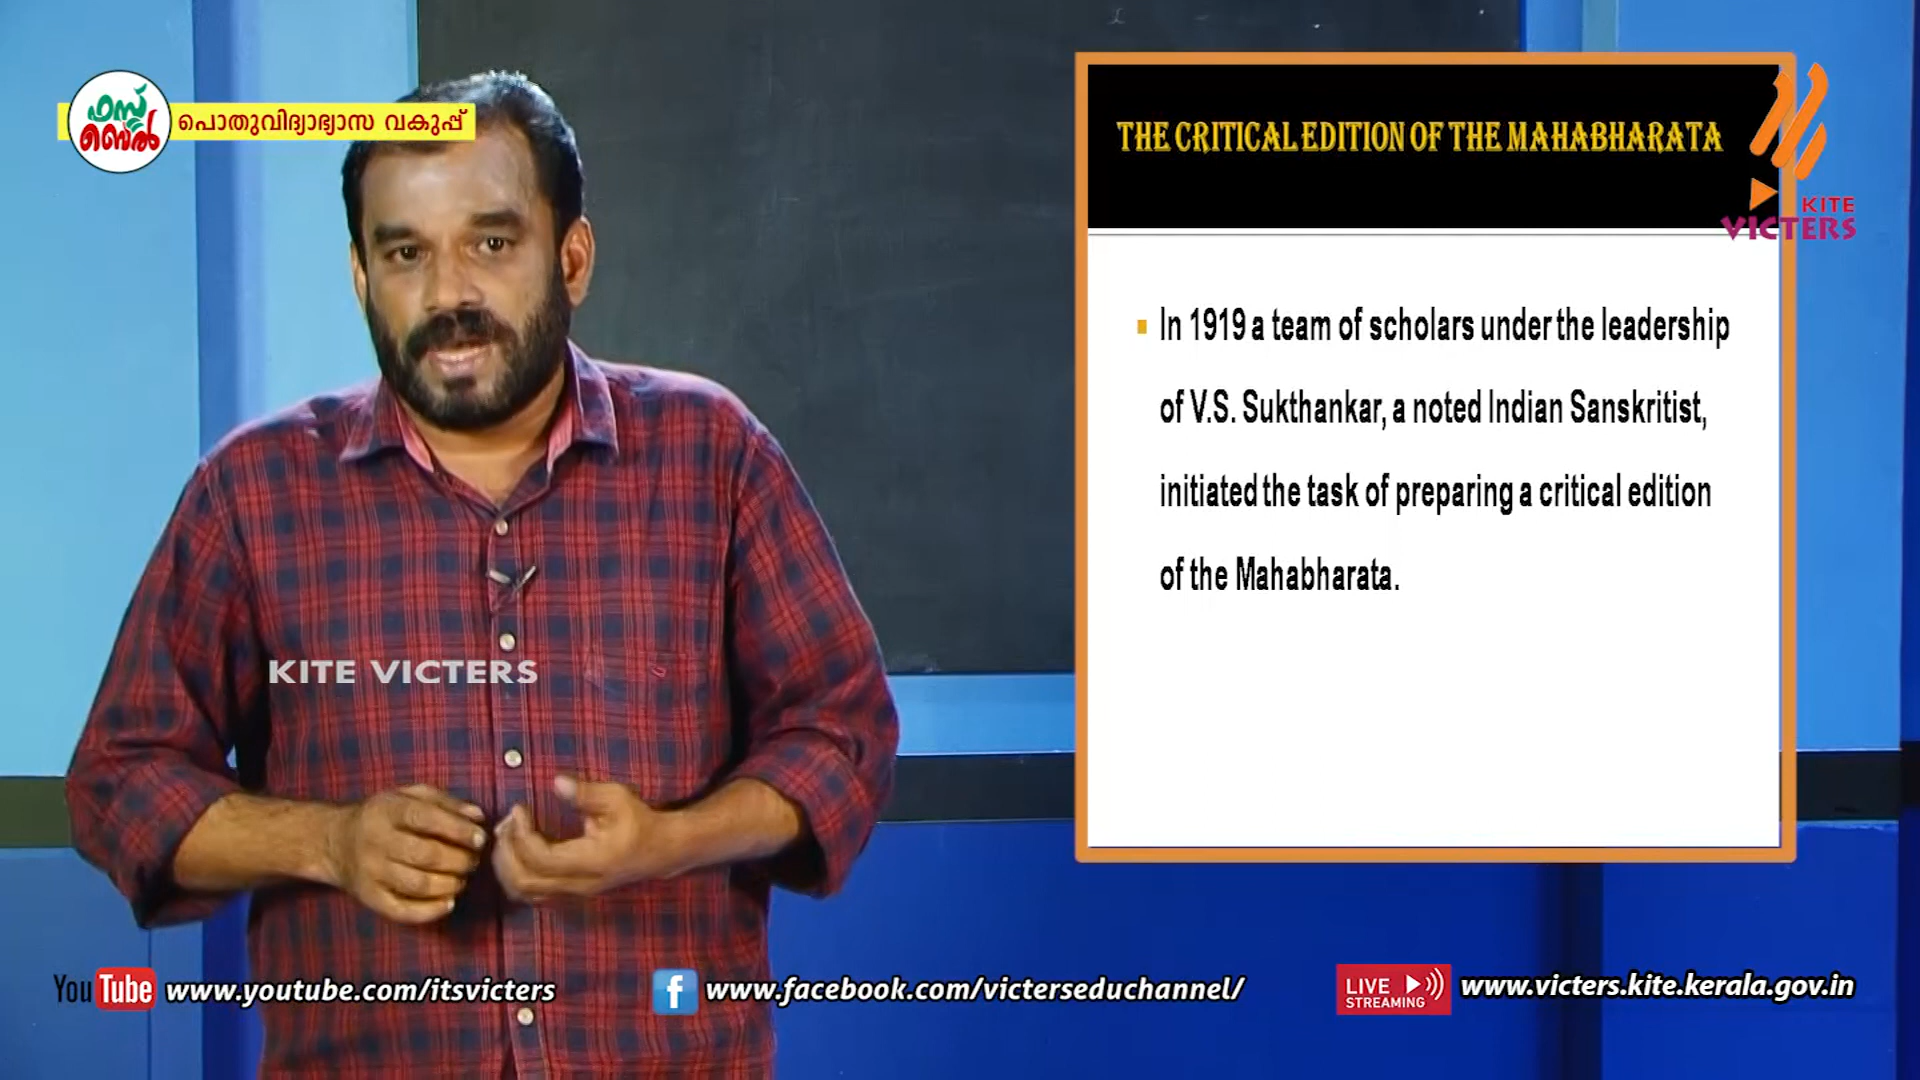 ഫസ്റ്റ്
ബെൽ
പൊതുവിദ്യാഭ്യാസ വകുപ്പ്
THE CRITICAL EDITION OF THE MAHABHARATA
KITE
VICTERS
In 1919 a team of scholars under the leadership
of V.S. Sukthankar, a noted Indian Sanskritist,
initiated the task of preparing a critical edition
of the Mahabharata.
KITE VICTERS
YouTube www.youtube.com/itsvicters
f www.facebook.com/victerseduchannel/
LIVE
STREAMING
www.victers.kite.kerala.gov.in